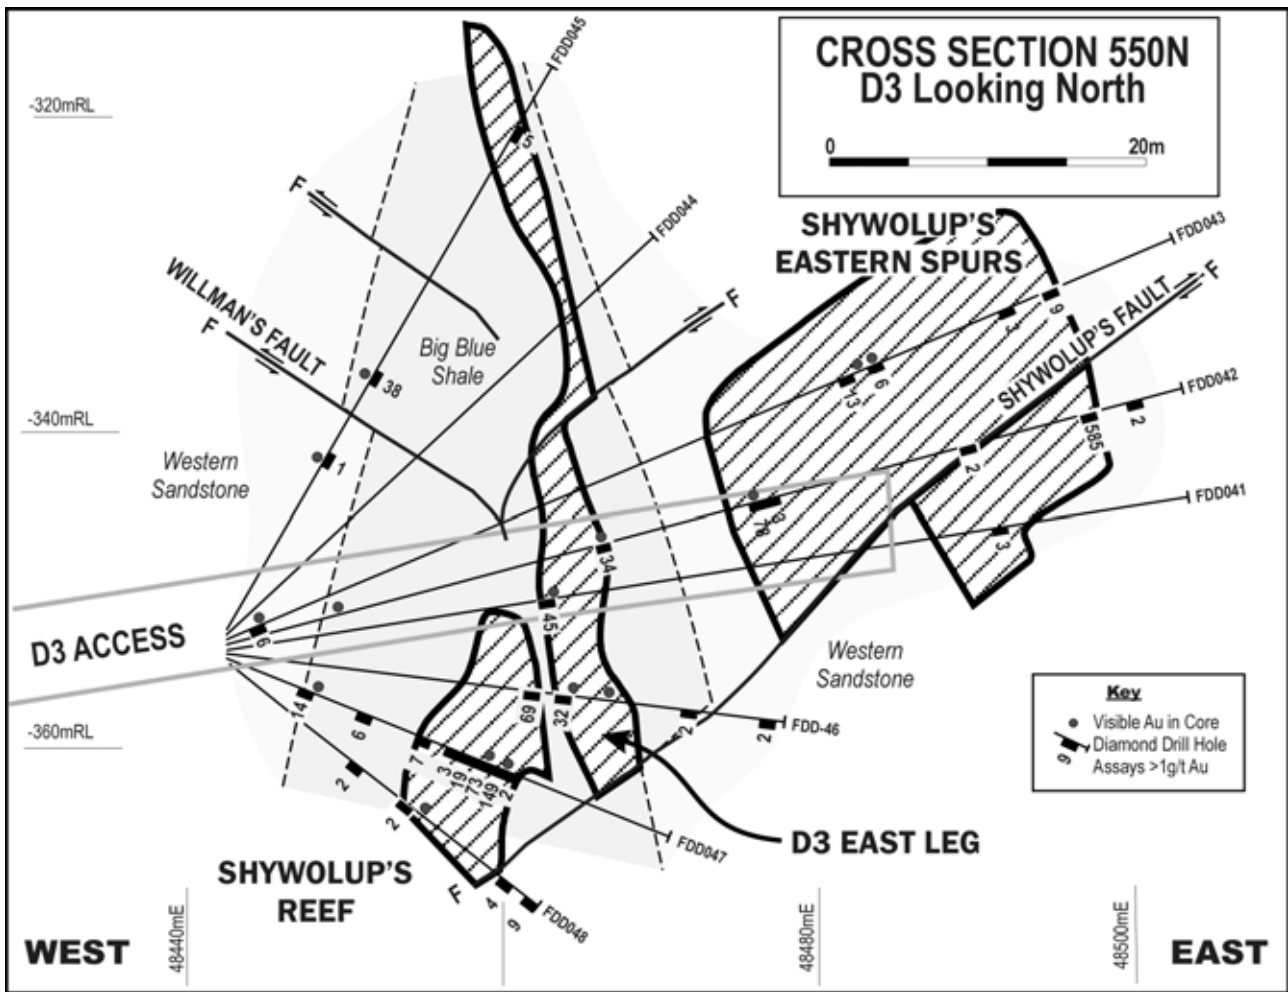 CROSS SECTION 550N
D3 Looking North
0 20m
FDD045
-320mRL
5
FDD044
SHYWOLUP'S
EASTERN SPURS
FDD043
F
WILLMAN'S FAULT
F
F
Big Blue
Shale
38
9
3
SHYWOLUP'S FAULT
F
6
13
FDD042
2
585
-340mRL
Western
Sandstone
1
2
78
3
FDD041
3
34
45
D3 ACCESS
6
Western
Sandstone
14
6
69
32
2
2
FDD-46
-360mRL
7
3
19
73
149
2
2
2
FDD047
D3 EAST LEG
SHYWOLUP'S
REEF
F
4
9
FDD048
Key
Visible Au in Core
Diamond Drill Hole
9
Assays >1g/t Au
WEST
48440mE
48480mE
48500mE
EAST